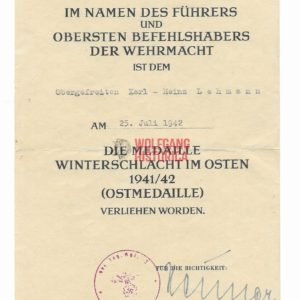 IM NAMEN DES FÜHRERS
UND
OBERSTEN BEFEHLSHABERS
DER WEHRMACHT
IST DEM
Obergefreiten Karl - Heinz Lehmann
AM 25. Juli 1942
WOLFGANG
HISTORICA
DIE MEDAILLE
WINTERSCHLACHT IM OSTEN
1941/42
(OSTMEDAILLE)
VERLIEHEN WORDEN.
FÜR DIE RICHTIGKEIT: